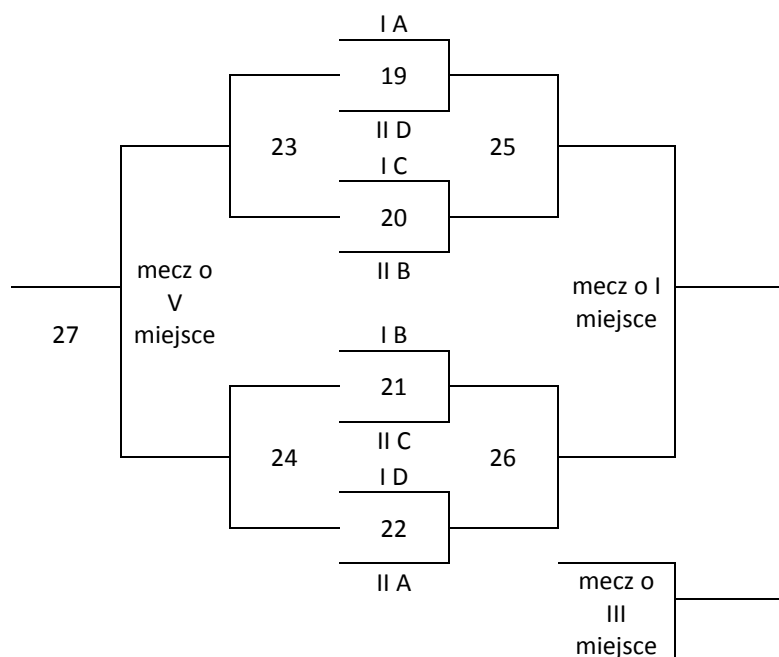 I A
19
II D
23
25
I C
20
II B
mecz o
V
miejsce
mecz o I
miejsce
27
I B
21
II C
24
26
I D
22
II A
mecz o
III
miejsce